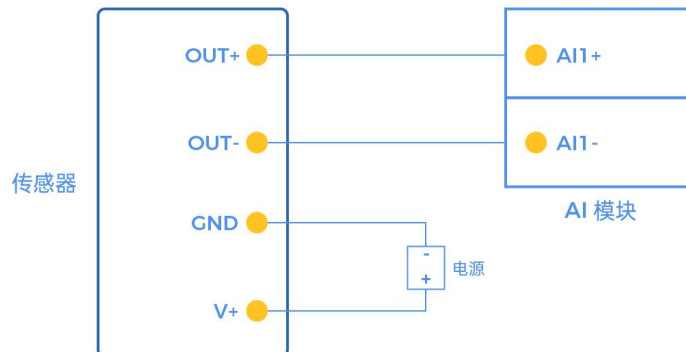 OUT+
AI1+
OUT-
AI1-
传感器
AI 模块
GND
-
+
电源
V+